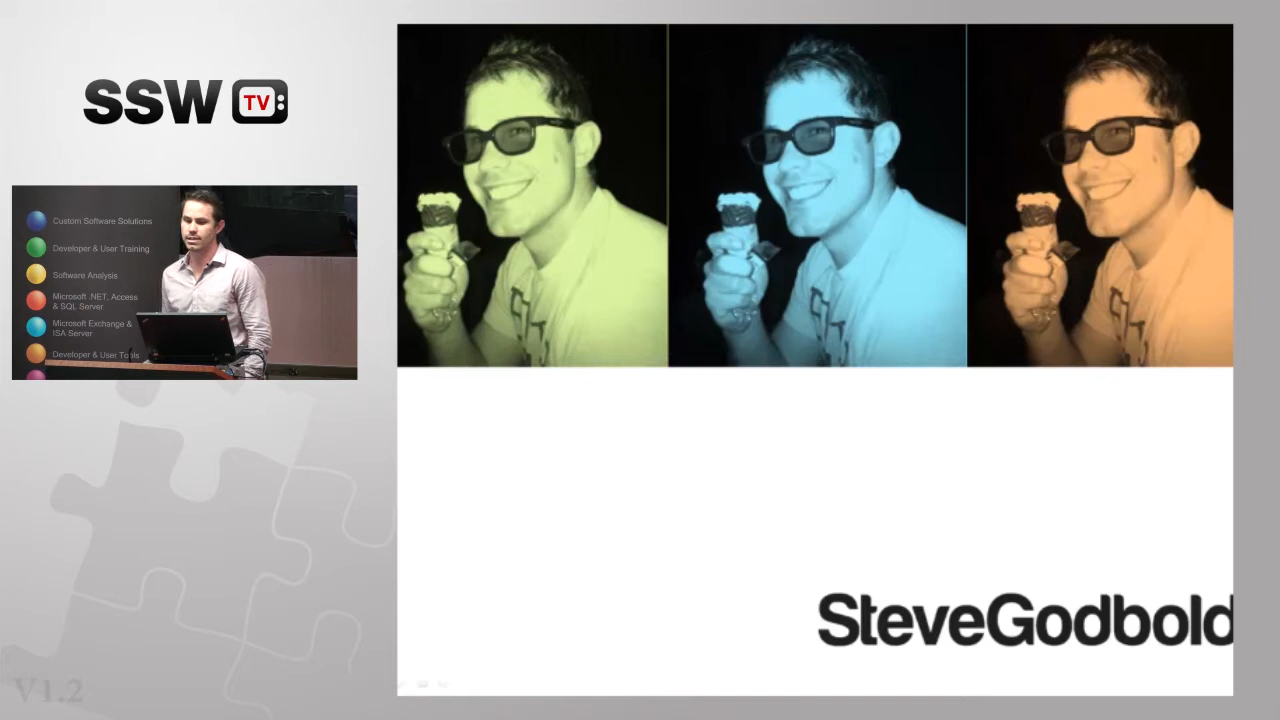 SSW TV
Custom Software Solutions
Developer & User Training
Software Analysis
Microsoft .NET, Access
& SQL Server
Microsoft Exchange &
ISA Server
Developer & User Tools
SteveGodbold
V1.2